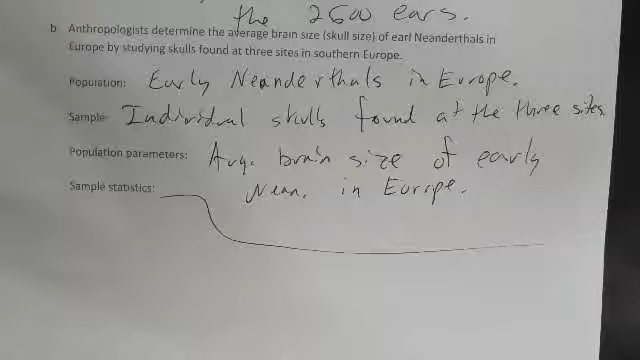 the 2600 ears.
b Anthropologists determine the average brain size (skull size) of earl Neanderthals in
Europe by studying skulls found at three sites in southern Europe.
Population: Early Neanderthals in Europe.
Sample: Individual skulls found at the three sites
Population parameters: Avg. brain size of early
Nean. in Europe.
Sample statistics: